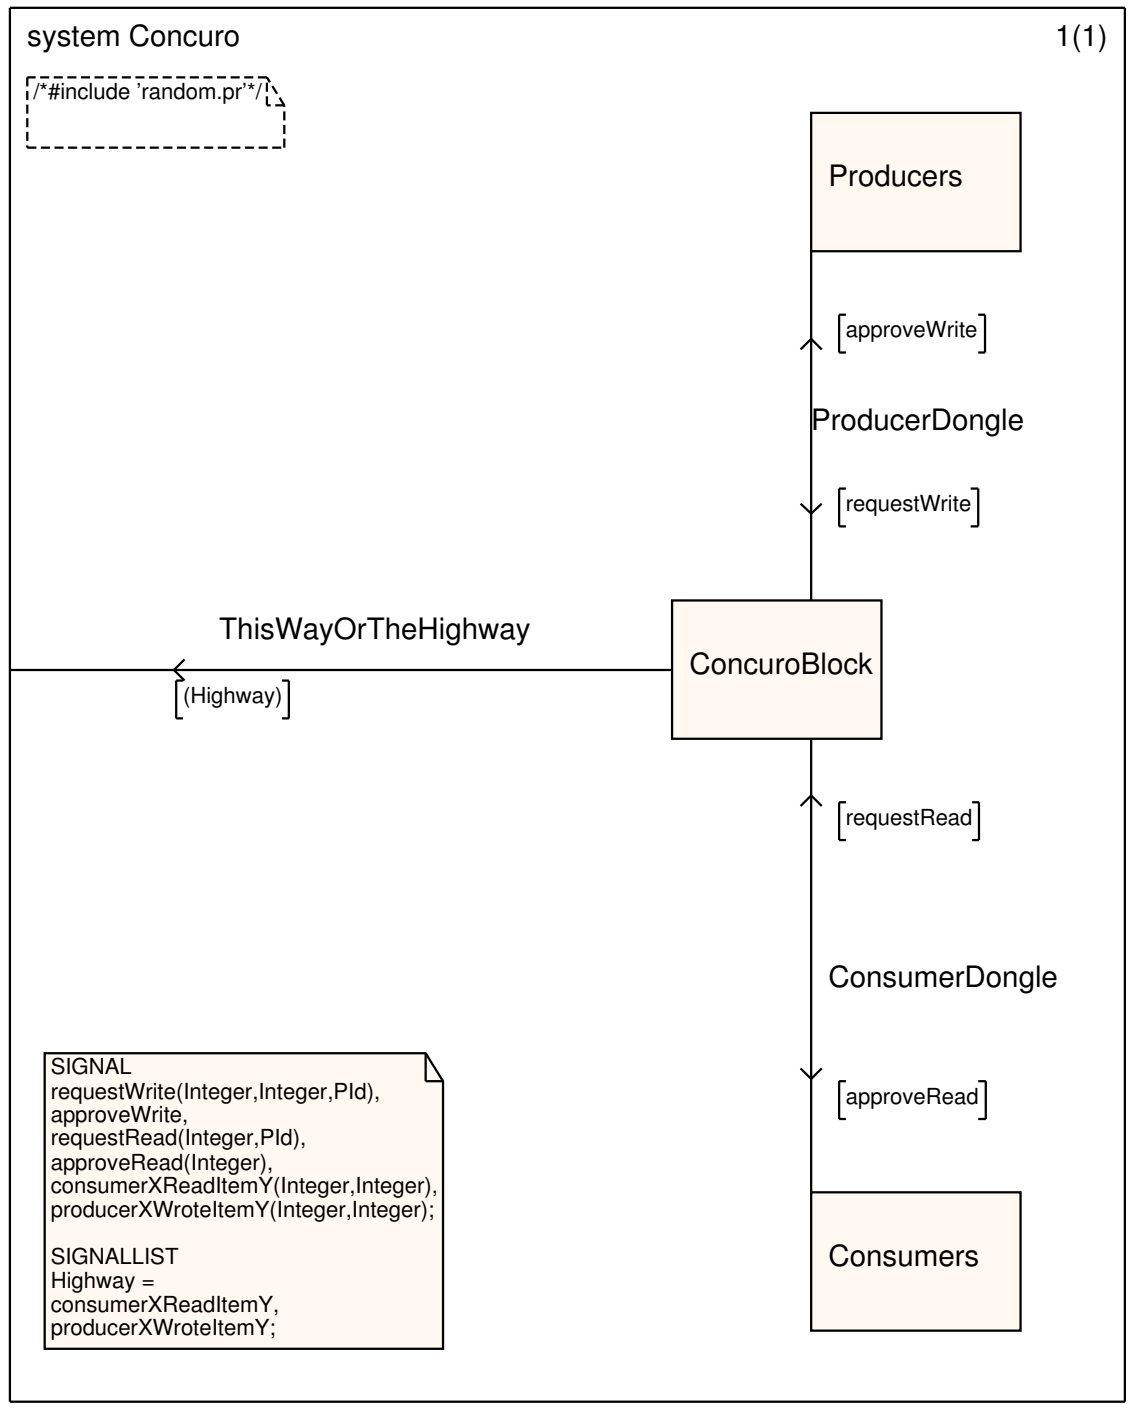 system Concuro
1(1)
/*#include 'random.pr'*/
Producers
[approveWrite]
ProducerDongle
[requestWrite]
ThisWayOrTheHighway
ConcuroBlock
[(Highway)]
[requestRead]
ConsumerDongle
[approveRead]
SIGNAL
requestWrite(Integer,Integer,PId),
approveWrite,
requestRead(Integer,PId),
approveRead(Integer),
consumerXReadItemY(Integer,Integer),
producerXWroteItemY(Integer,Integer);
SIGNALLIST
Highway =
consumerXReadItemY,
producerXWroteItemY;
Consumers